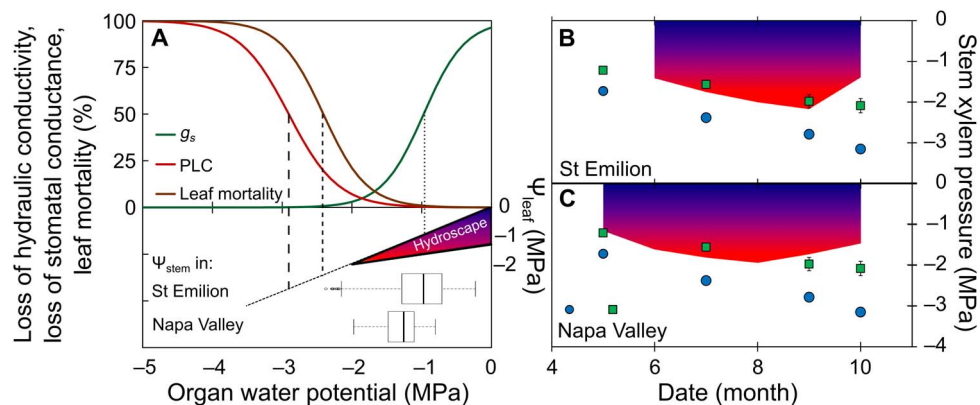 Loss of hydraulic conductivity,
loss of stomatal conductance,
leaf mortality (%)
100
75
50
25
0
A
gs
PLC
Leaf mortality
0
−1
−2
Ψleaf (MPa)
Hydroscape
Ψstem in:
St Emilion
Napa Valley
−5
−4
−3
−2
−1
0
Organ water potential (MPa)
B
St Emilion
0
−1
−2
−3
C
Napa Valley
0
−1
−2
−3
−4
Stem xylem pressure (MPa)
4
6
8
10
Date (month)